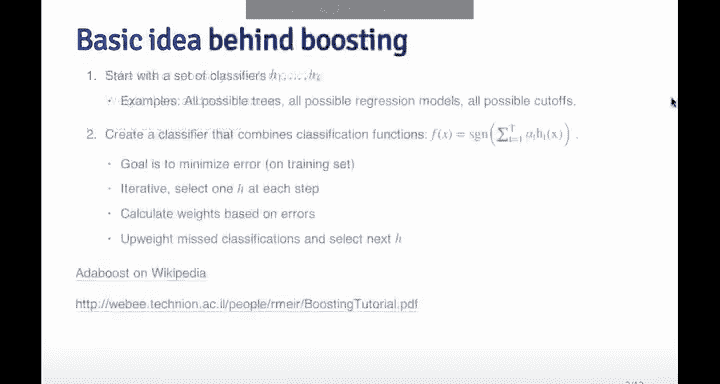 Basic idea behind boosting
1. Start with a set of classifiers h₁, . . . , hₖ
· Examples: All possible trees, all possible regression models, all possible cutoffs.
2. Create a classifier that combines classification functions: f(x) = sgn(∑ₜ₌₁ᵀ αₜhₜ(x)) .
· Goal is to minimize error (on training set)
· Iterative, select one h at each step
· Calculate weights based on errors
· Upweight missed classifications and select next h
Adaboost on Wikipedia
http://webee.technion.ac.il/people/rmeir/BoostingTutorial.pdf